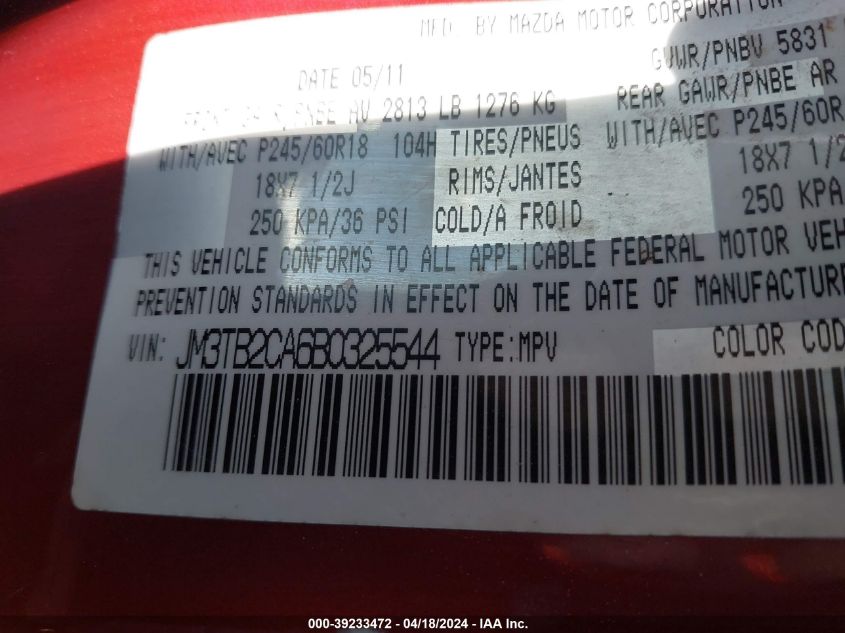 MFD. BY MAZDA MOTOR CORPORATION
DATE 05/11 GVWR/PNBV 5831
FRONT GAWR/PNBE AV 2813 LB 1276 KG REAR GAWR/PNBE AR
WITH/AVEC P245/60R18 104H TIRES/PNEUS WITH/AVEC P245/60R
18X7 1/2J RIMS/JANTES 18X7 1/2
250 KPA/36 PSI COLD/A FROID 250 KPA/
THIS VEHICLE CONFORMS TO ALL APPLICABLE FEDERAL MOTOR VEH
PREVENTION STANDARDS IN EFFECT ON THE DATE OF MANUFACTURE
VIN: JM3TB2CA6B0325544 TYPE:MPV COLOR COD
000-39233472 - 04/18/2024 - IAA Inc.